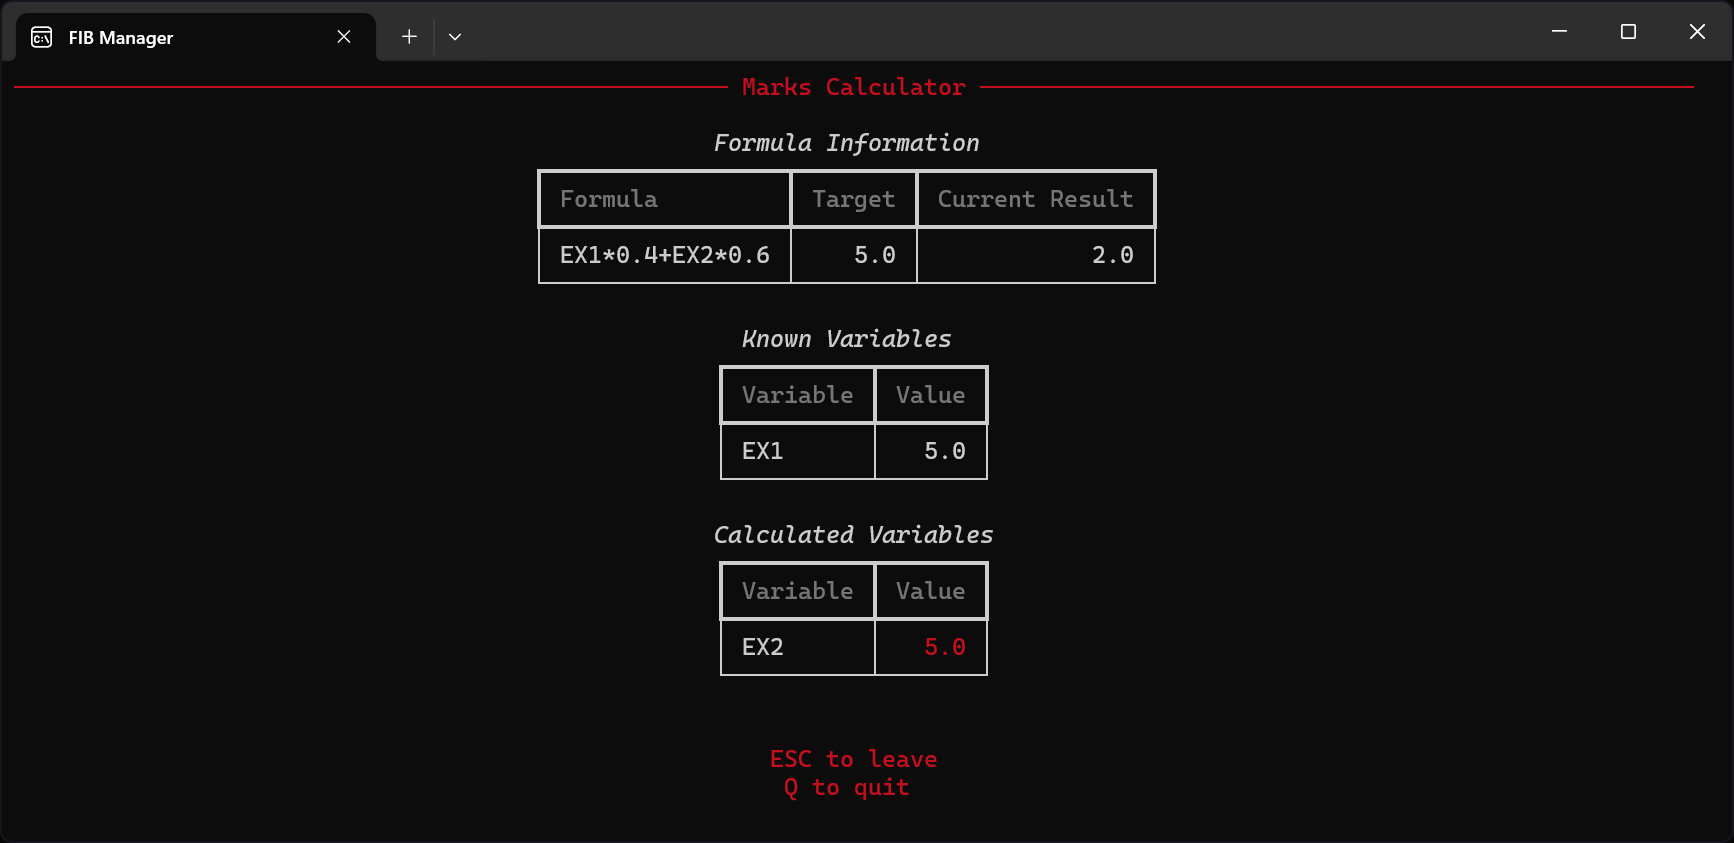 FIB Manager
Marks Calculator
Formula Information
Formula Target Current Result
EX1*0.4+EX2*0.6 5.0 2.0
Known Variables
Variable Value
EX1 5.0
Calculated Variables
Variable Value
EX2 5.0
ESC to leave
Q to quit